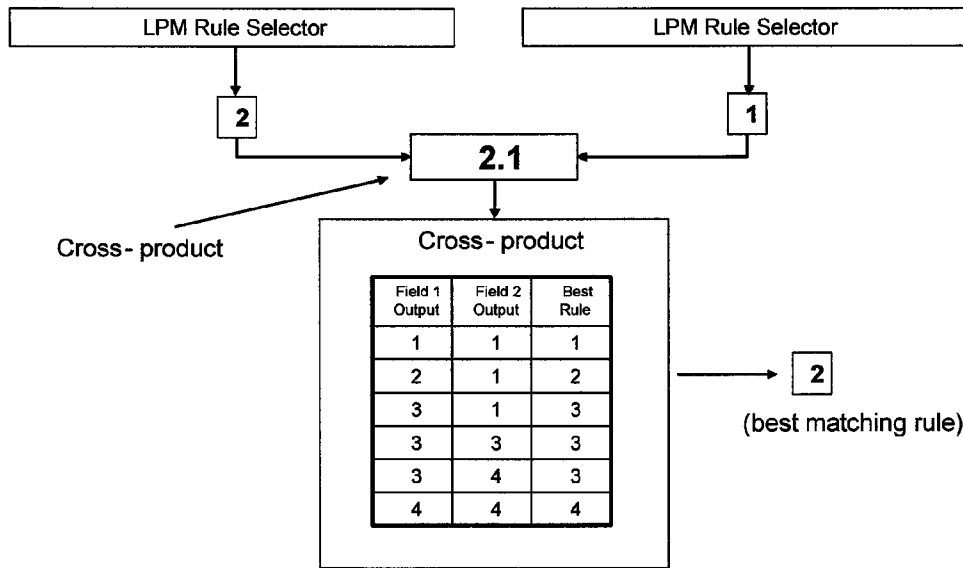 LPM Rule Selector
LPM Rule Selector
2
1
2.1
Cross - product
Cross - product
Field 1 Output Field 2 Output Best Rule
1 1 1
2 1 2
3 1 3
3 3 3
3 4 3
4 4 4
2
(best matching rule)